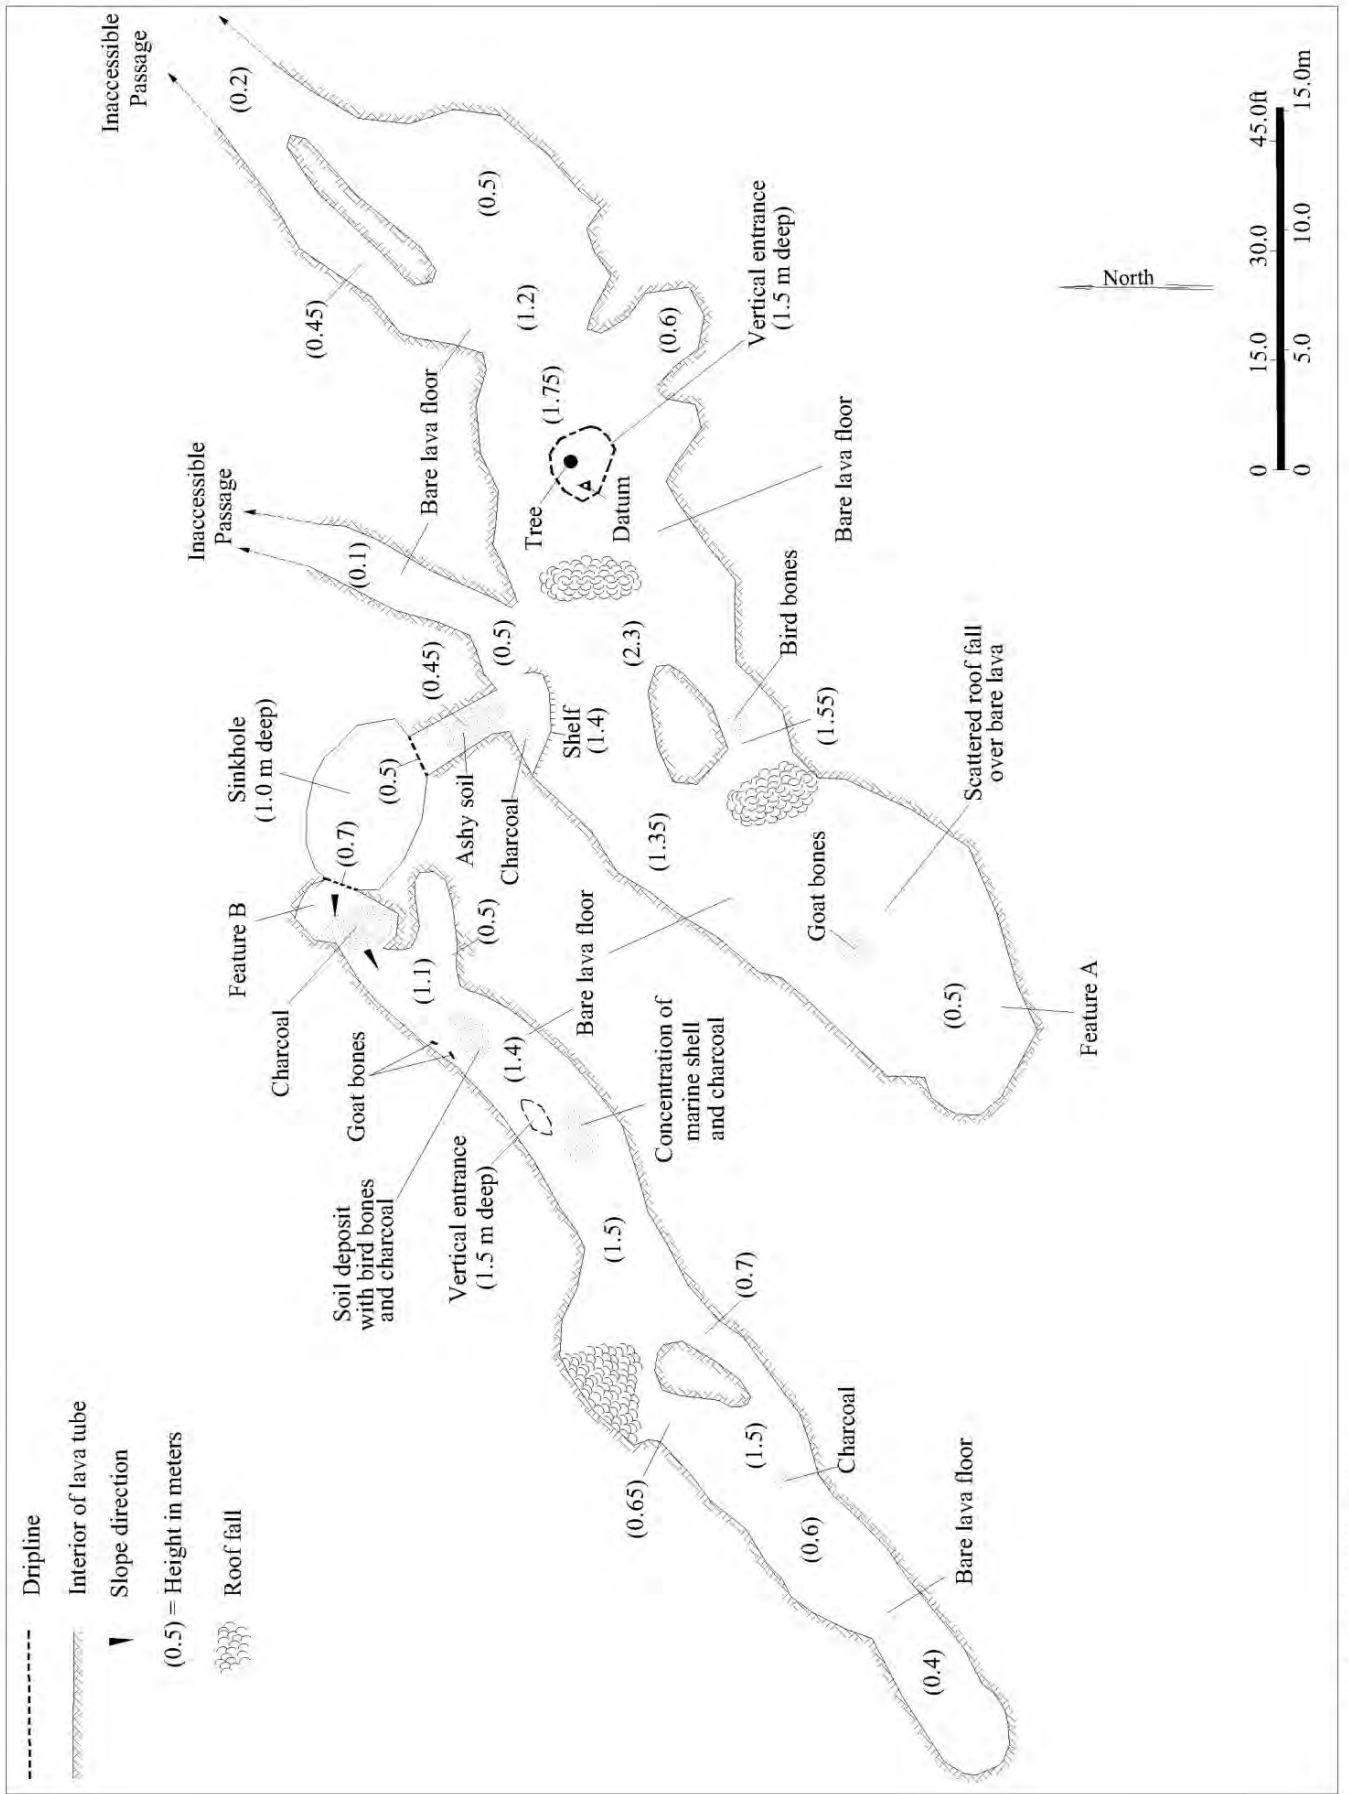 Dripline
Interior of lava tube
Slope direction
(0.5) = Height in meters
Roof fall
Feature B
Sinkhole
(1.0 m deep)
Inaccessible
Passage
Inaccessible
Passage
(0.2)
(0.45)
(0.5)
(1.2)
Bare lava floor
(0.1)
(0.45)
(0.5)
(1.75)
(0.6)
Vertical entrance
(1.5 m deep)
Tree
Datum
Bare lava floor
(2.3)
Bird bones
(1.55)
Scattered roof fall
over bare lava
Shelf
(1.4)
(0.5)
(0.7)
Ashy soil
Charcoal
(1.35)
Goat bones
(0.5)
Feature A
Bare lava floor
Charcoal
Goat bones
(1.1)
(0.5)
(1.4)
Soil deposit
with bird bones
and charcoal
Vertical entrance
(1.5 m deep)
Concentration of
marine shell
and charcoal
(1.5)
(0.7)
(0.65)
(1.5)
Charcoal
(0.6)
Bare lava floor
(0.4)
North
0 15.0 30.0 45.0ft
0 5.0 10.0 15.0m